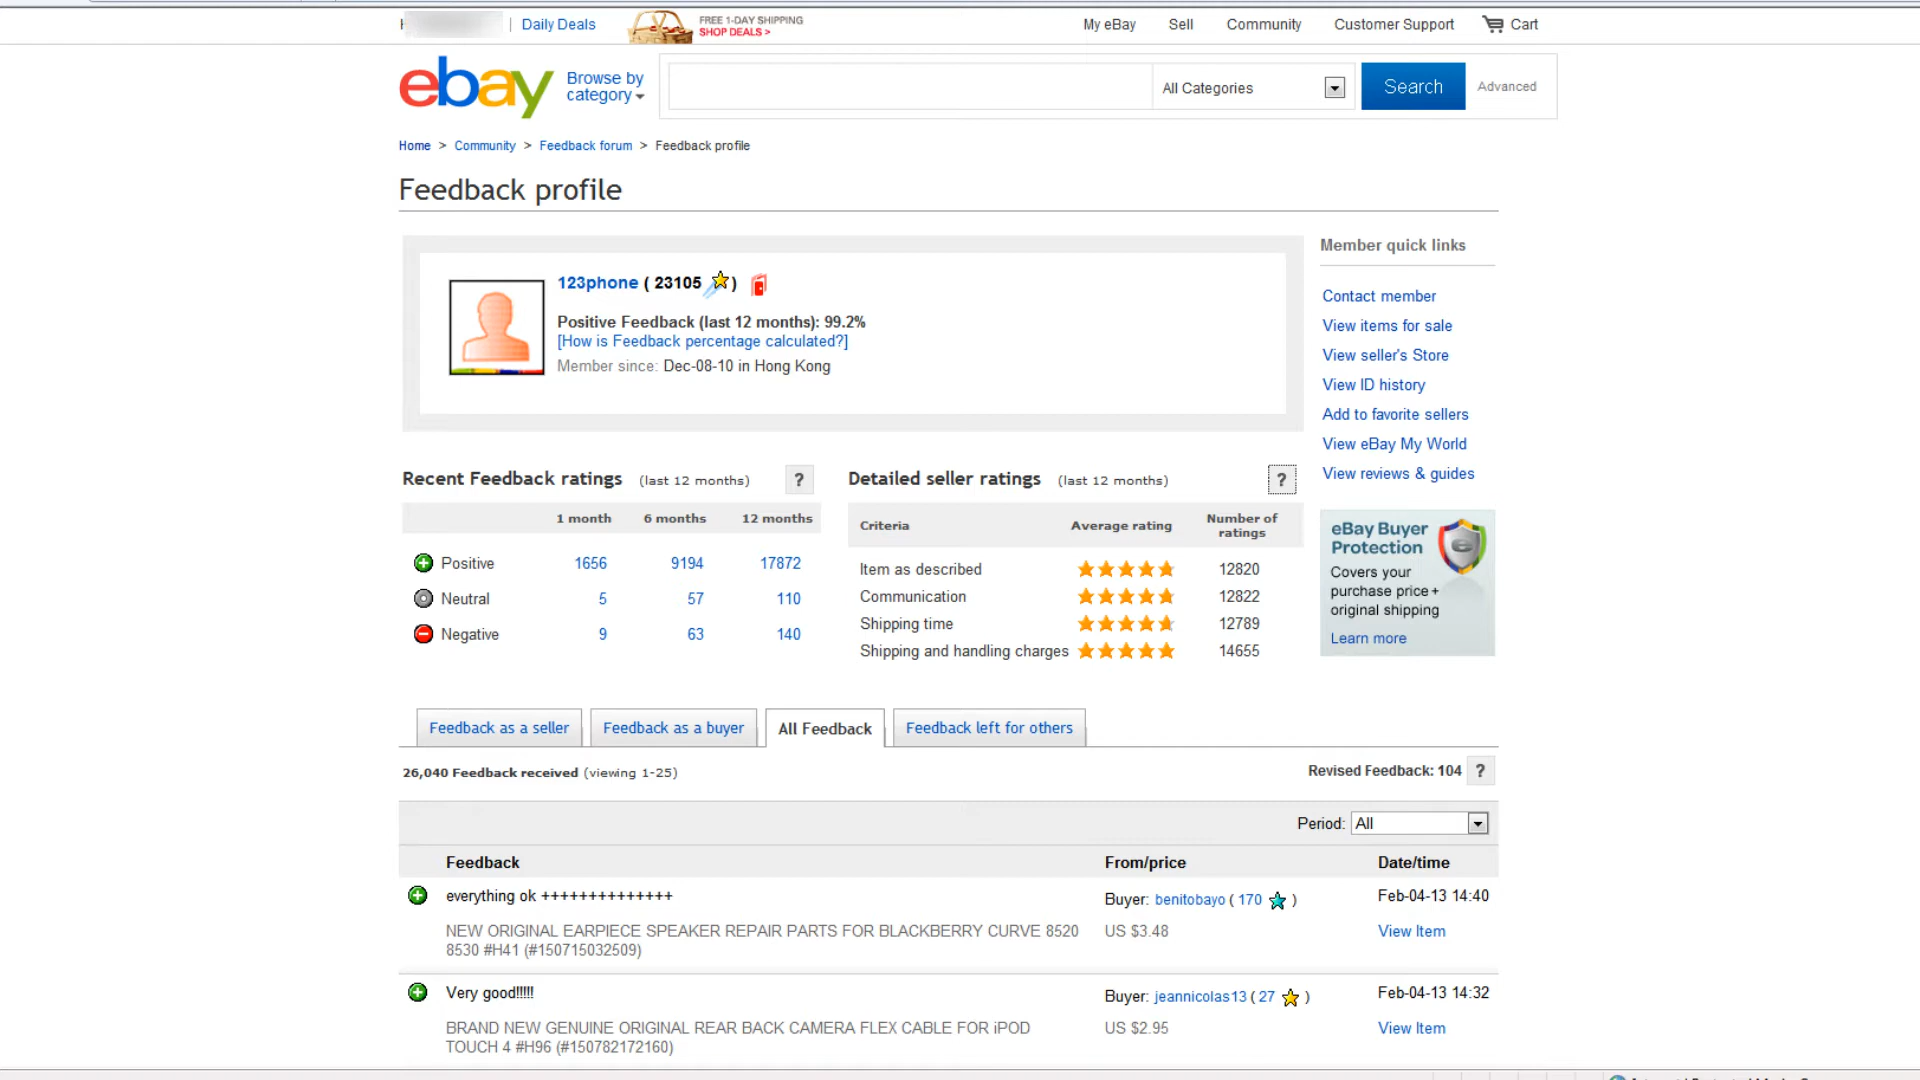 Daily Deals
FREE 1-DAY SHIPPING
SHOP DEALS >
My eBay Sell Community Customer Support Cart
ebay
Browse by
category
All Categories
Search
Advanced
Home > Community > Feedback forum > Feedback profile
Feedback profile
123phone ( 23105 )
Positive Feedback (last 12 months): 99.2%
[How is Feedback percentage calculated?]
Member since: Dec-08-10 in Hong Kong
Member quick links
Contact member
View items for sale
View seller's Store
View ID history
Add to favorite sellers
View eBay My World
View reviews & guides
Recent Feedback ratings (last 12 months) ?
1 month 6 months 12 months
Positive 1656 9194 17872
Neutral 5 57 110
Negative 9 63 140
Detailed seller ratings (last 12 months) ?
Criteria Average rating Number of
ratings
Item as described 12820
Communication 12822
Shipping time 12789
Shipping and handling charges 14655
eBay Buyer
Protection
Covers your
purchase price +
original shipping
Learn more
Feedback as a seller Feedback as a buyer All Feedback Feedback left for others
26,040 Feedback received (viewing 1-25)
Revised Feedback: 104 ?
Period: All
Feedback From/price Date/time
everything ok ++++++++++++++ Buyer: benitobayo ( 170 ) Feb-04-13 14:40
NEW ORIGINAL EARPIECE SPEAKER REPAIR PARTS FOR BLACKBERRY CURVE 8520 US $3.48 View Item
8530 #H41 (#150715032509)
Very good!!!!! Buyer: jeannicolas13 ( 27 ) Feb-04-13 14:32
BRAND NEW GENUINE ORIGINAL REAR BACK CAMERA FLEX CABLE FOR iPOD US $2.95 View Item
TOUCH 4 #H96 (#150782172160)